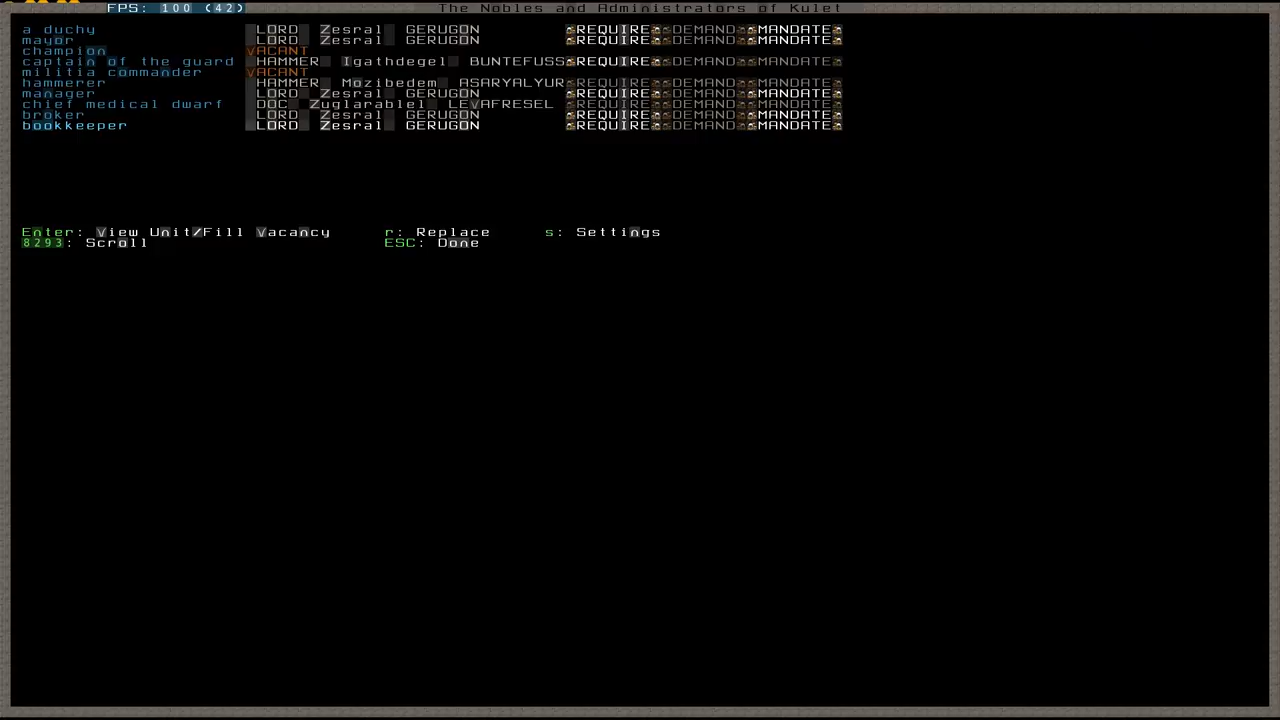 FPS: 100 (42) The Nobles and Administrators of Kulet
a duchy LORD Zesral GERUGON REQUIRE DEMAND MANDATE
mayor LORD Zesral GERUGON REQUIRE DEMAND MANDATE
champion VACANT
captain of the guard HAMMER Igathdegel BUNTEFUSS REQUIRE DEMAND MANDATE
militia commander VACANT
hammerer HAMMER Mozibedem ASARYALYUR REQUIRE DEMAND MANDATE
manager LORD Zesral GERUGON REQUIRE DEMAND MANDATE
chief medical dwarf DOC Zuglarablel LEVAFRESEL REQUIRE DEMAND MANDATE
broker LORD Zesral GERUGON REQUIRE DEMAND MANDATE
bookkeeper LORD Zesral GERUGON REQUIRE DEMAND MANDATE
Enter: View Unit/Fill Vacancy r: Replace s: Settings
8293: Scroll ESC: Done